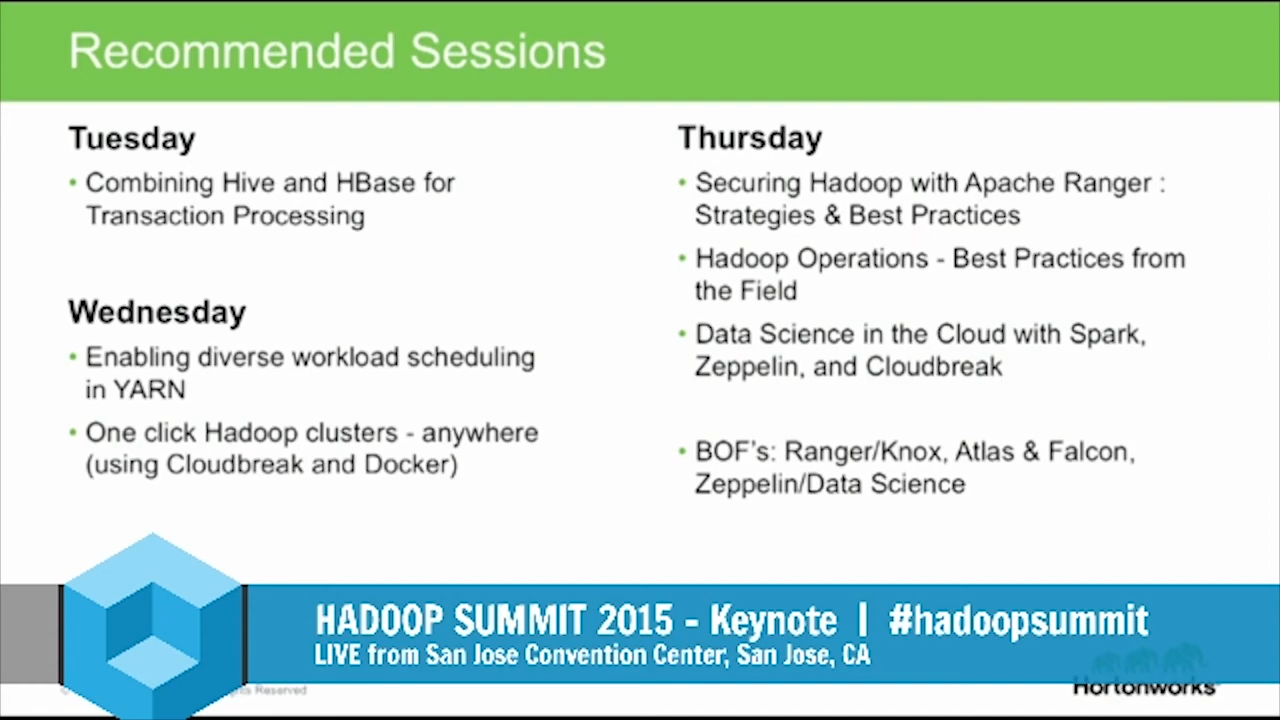 Recommended Sessions
Tuesday
• Combining Hive and HBase for
Transaction Processing
Wednesday
• Enabling diverse workload scheduling
in YARN
• One click Hadoop clusters - anywhere
(using Cloudbreak and Docker)
Thursday
• Securing Hadoop with Apache Ranger :
Strategies & Best Practices
• Hadoop Operations - Best Practices from
the Field
• Data Science in the Cloud with Spark,
Zeppelin, and Cloudbreak
• BOF's: Ranger/Knox, Atlas & Falcon,
Zeppelin/Data Science
HADOOP SUMMIT 2015 - Keynote | #hadoopsummit
LIVE from San Jose Convention Center, San Jose, CA
Reserved
Hortonworks